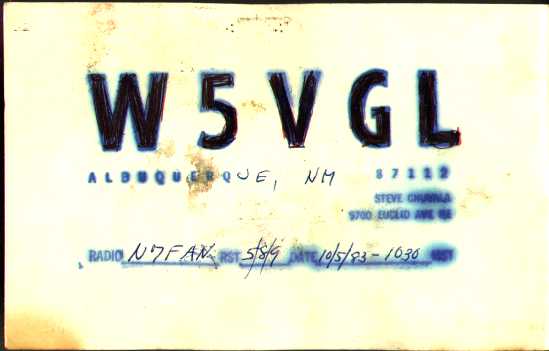 W5VGL
ALBUQUERQUE, NM 87112
STEVE
9700 EUCLID AVE NE
RADIO N7FAN RST 5/8/9 DATE 10/5/83 - 1030 MST